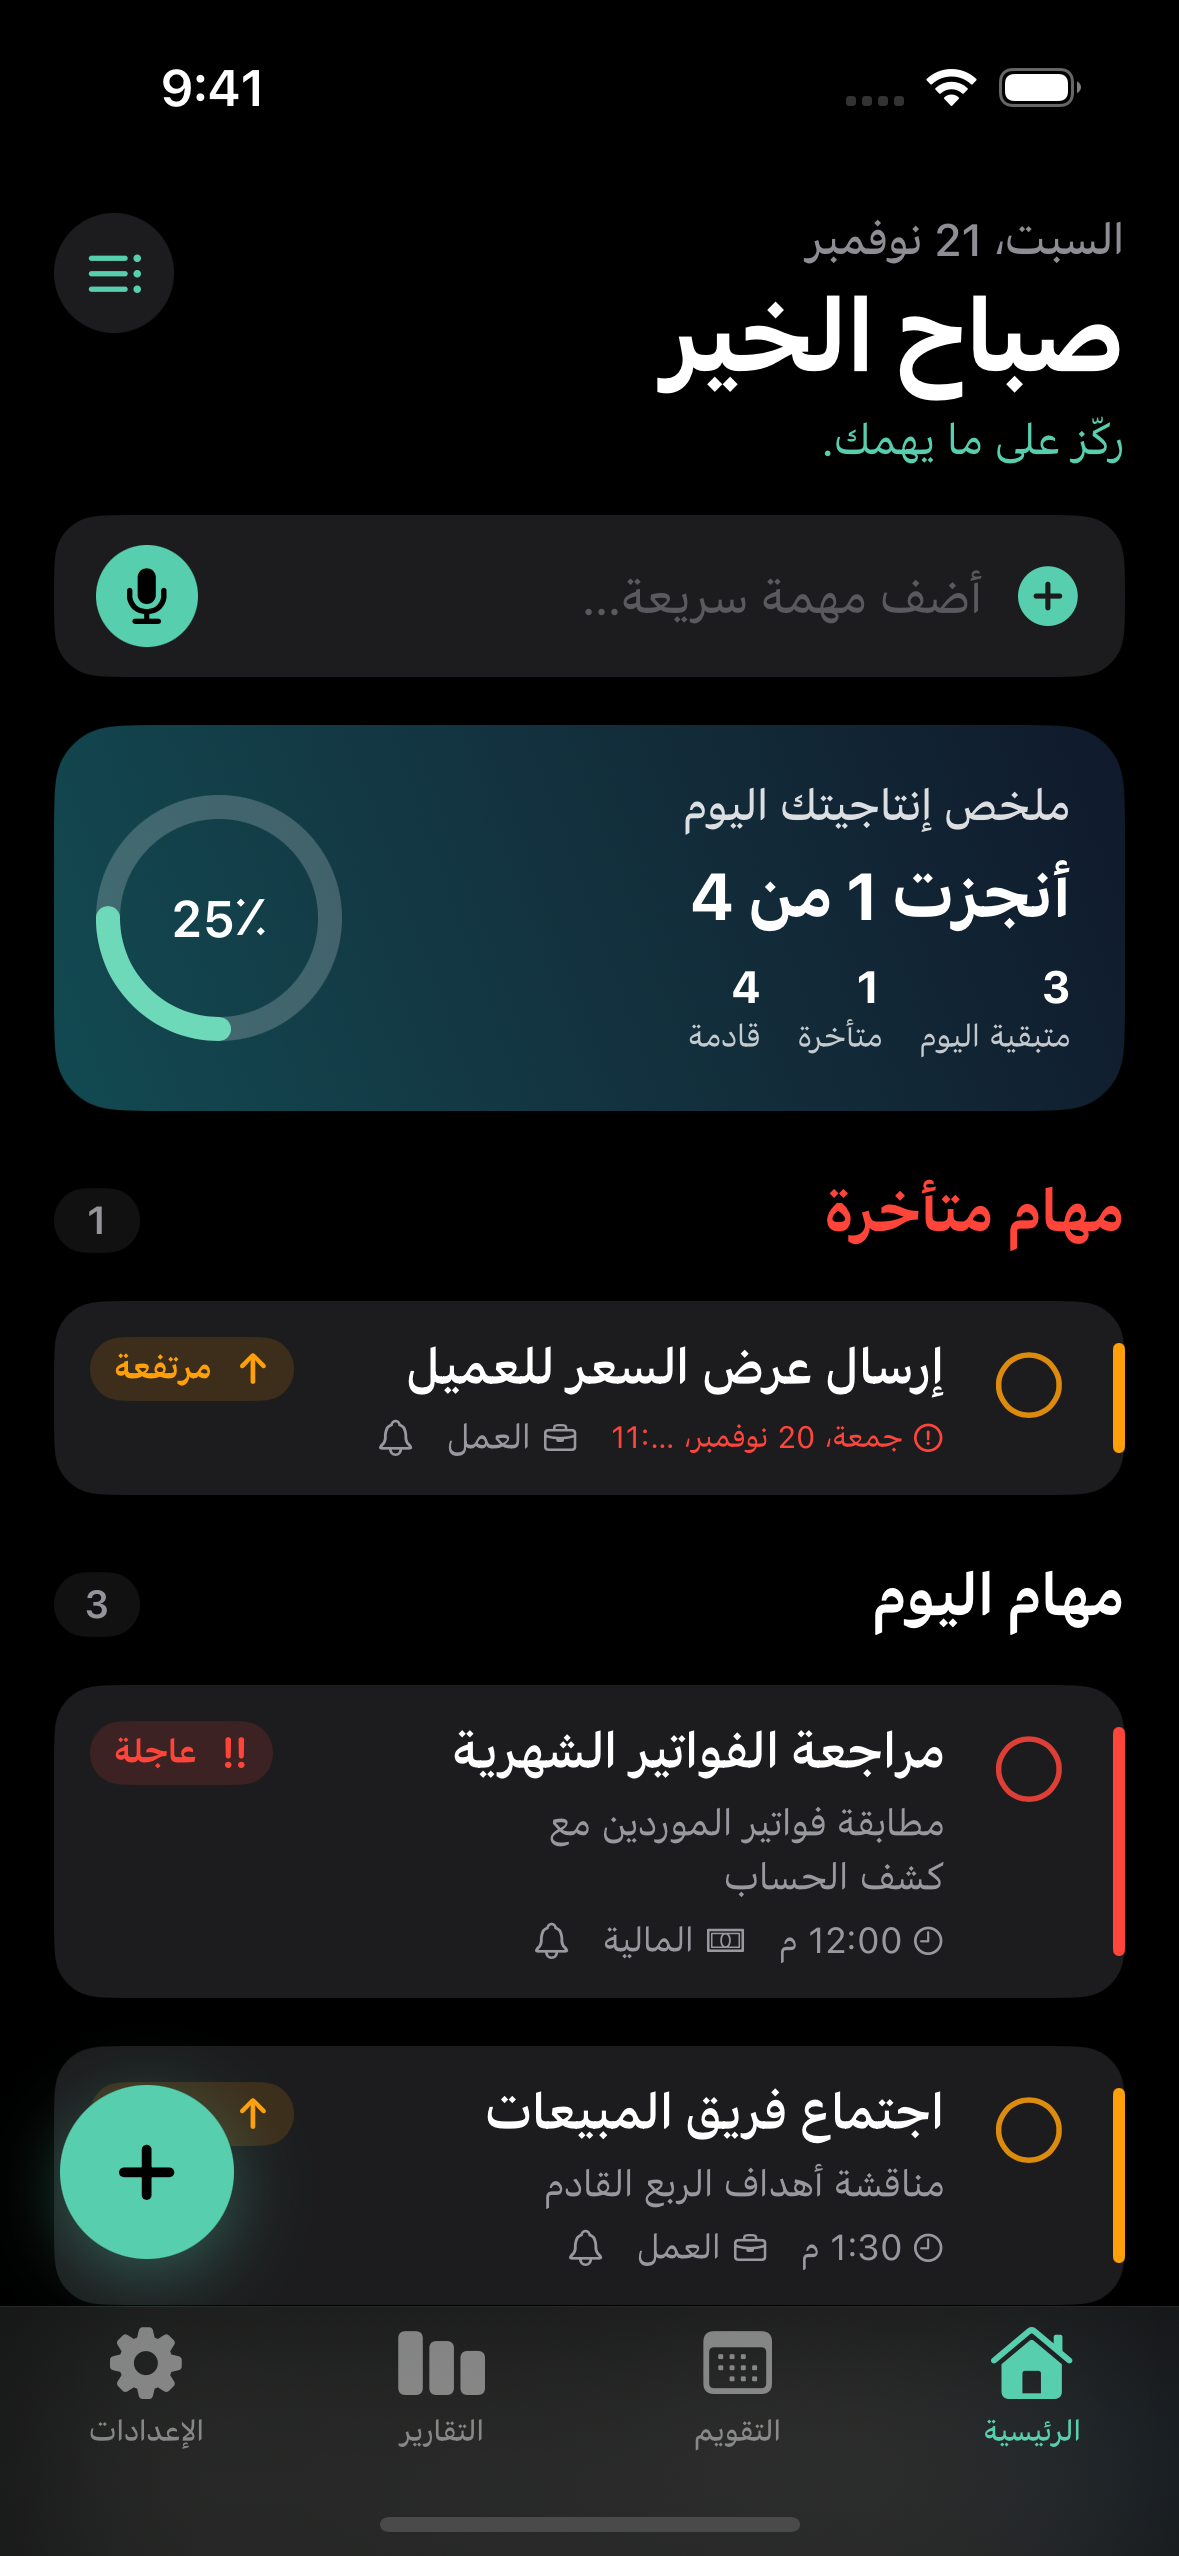 9:41
السبت، 21 نوفمبر
صباح الخير
ركّز على ما يهمك.
أضف مهمة سريعة...
ملخص إنتاجيتك اليوم
أنجزت 1 من 4
3 متبقية اليوم
1 متأخرة
4 قادمة
25٪
مهام متأخرة
1
إرسال عرض السعر للعميل
مرتفعة
جمعة، 20 نوفمبر، ...:11
العمل
مهام اليوم
3
مراجعة الفواتير الشهرية
عاجلة
مطابقة فواتير الموردين مع
كشف الحساب
12:00 م
المالية
اجتماع فريق المبيعات
مناقشة أهداف الربع القادم
1:30 م
العمل
الرئيسية
التقويم
التقارير
الإعدادات